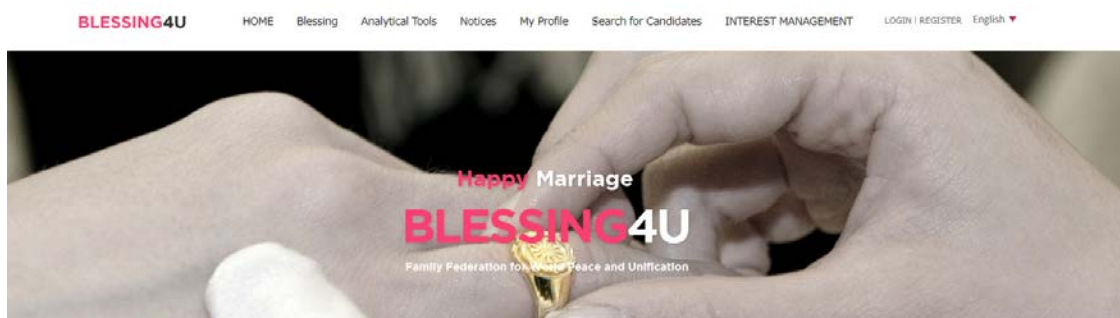 BLESSING4U HOME Blessing Analytical Tools Notices My Profile Search for Candidates INTEREST MANAGEMENT LOGIN | REGISTER English ▼
Happy Marriage
BLESSING4U
Family Federation for World Peace and Unification